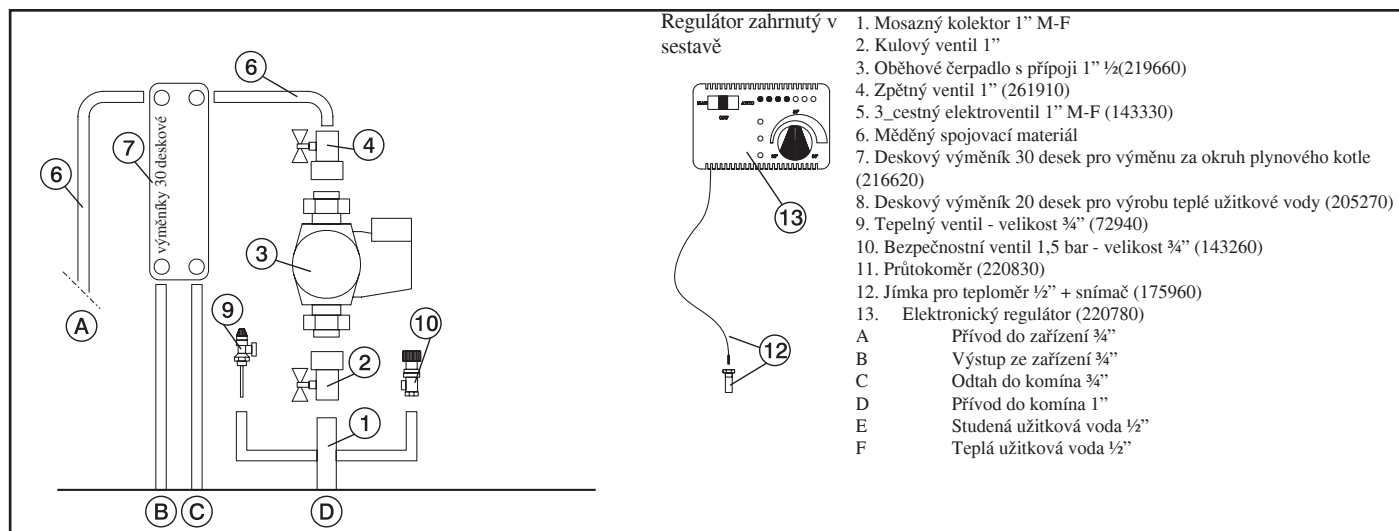 6
6
7
výměníky 30 deskové
4
3
A
9
10
2
1
B
C
D
Regulátor zahrnutý v
sestavě
OFF
13
12
1. Mosazný kolektor 1” M-F
2. Kulový ventil 1”
3. Oběhové čerpadlo s přípoji 1” ½(219660)
4. Zpětný ventil 1” (261910)
5. 3_cestný elektroventil 1” M-F (143330)
6. Měděný spojovací materiál
7. Deskový výměník 30 desek pro výměnu za okruh plynového kotle
(216620)
8. Deskový výměník 20 desek pro výrobu teplé užitkové vody (205270)
9. Tepelný ventil - velikost ¾” (72940)
10. Bezpečnostní ventil 1,5 bar - velikost ¾” (143260)
11. Průtokoměr (220830)
12. Jímka pro teploměr ½” + snímač (175960)
13. Elektronický regulátor (220780)
A Přívod do zařízení ¾”
B Výstup ze zařízení ¾”
C Odtah do komína ¾”
D Přívod do komína 1”
E Studená užitková voda ½”
F Teplá užitková voda ½”